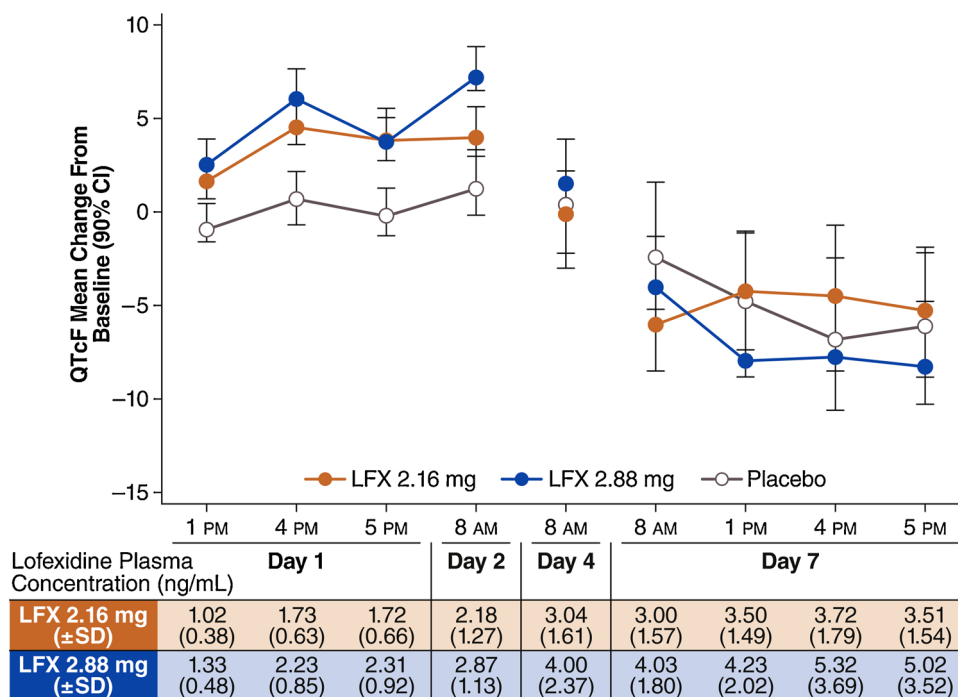 10
5
0
−5
−10
−15
QTcF Mean Change From
Baseline (90% CI)
LFX 2.16 mg
LFX 2.88 mg
Placebo
1 PM 4 PM 5 PM 8 AM 8 AM 8 AM 1 PM 4 PM 5 PM
Lofexidine Plasma
Concentration (ng/mL)
Day 1 Day 2 Day 4 Day 7
LFX 2.16 mg 1.02 1.73 1.72 2.18 3.04 3.00 3.50 3.72 3.51
(±SD) (0.38) (0.63) (0.66) (1.27) (1.61) (1.57) (1.49) (1.79) (1.54)
LFX 2.88 mg 1.33 2.23 2.31 2.87 4.00 4.03 4.23 5.32 5.02
(±SD) (0.48) (0.85) (0.92) (1.13) (2.37) (1.80) (2.02) (3.69) (3.52)